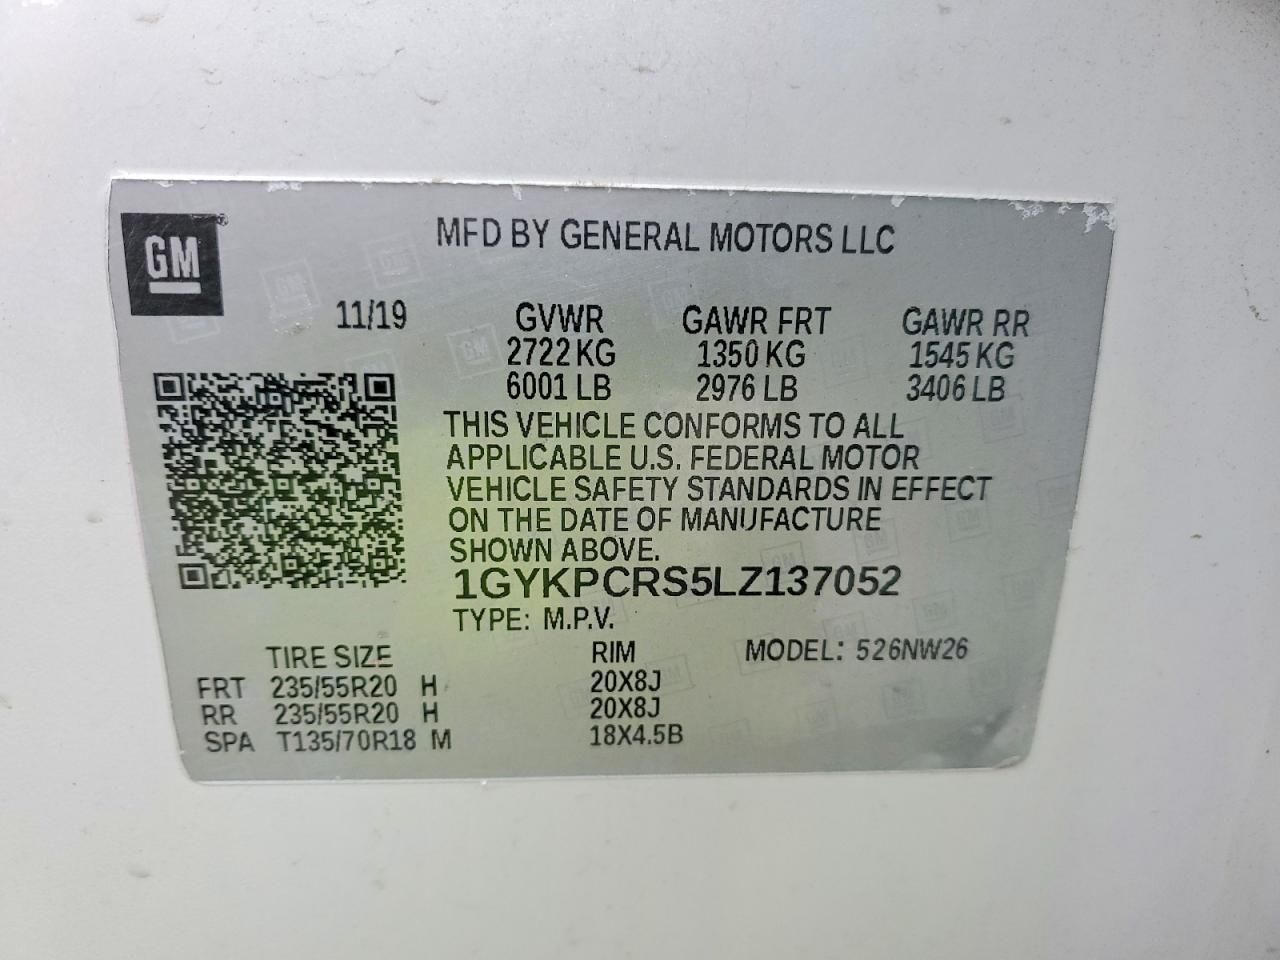 GM
MFD BY GENERAL MOTORS LLC
11/19 GVWR GAWR FRT GAWR RR
2722 KG 1350 KG 1545 KG
6001 LB 2976 LB 3406 LB
THIS VEHICLE CONFORMS TO ALL
APPLICABLE U.S. FEDERAL MOTOR
VEHICLE SAFETY STANDARDS IN EFFECT
ON THE DATE OF MANUFACTURE
SHOWN ABOVE.
1GYKPCRS5LZ137052
TYPE: M.P.V.
TIRE SIZE RIM MODEL: 526NW26
FRT 235/55R20 H 20X8J
RR 235/55R20 H 20X8J
SPA T135/70R18 M 18X4.5B